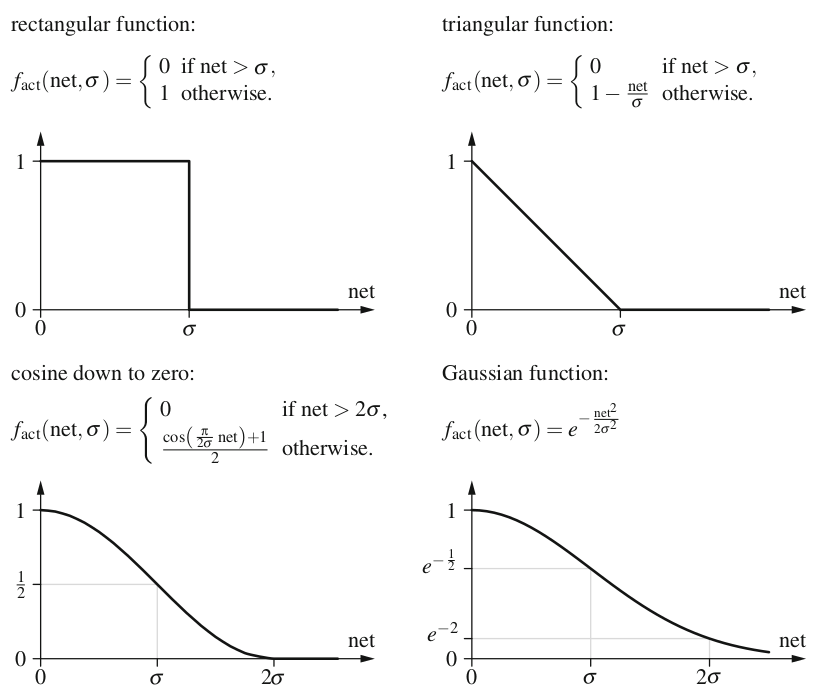 rectangular function:
f_act(net, σ) = { 0 if net > σ,
1 otherwise.
1
0
0
σ
net
triangular function:
f_act(net, σ) = { 0 if net > σ,
1 − net/σ otherwise.
1
0
0
σ
net
cosine down to zero:
f_act(net, σ) = { 0 if net > 2σ,
(cos(π/2σ net)+1)/2 otherwise.
1
1/2
0
0
σ
2σ
net
Gaussian function:
f_act(net, σ) = e^(−net²/2σ²)
1
e^(−1/2)
e^(−2)
0
0
σ
2σ
net